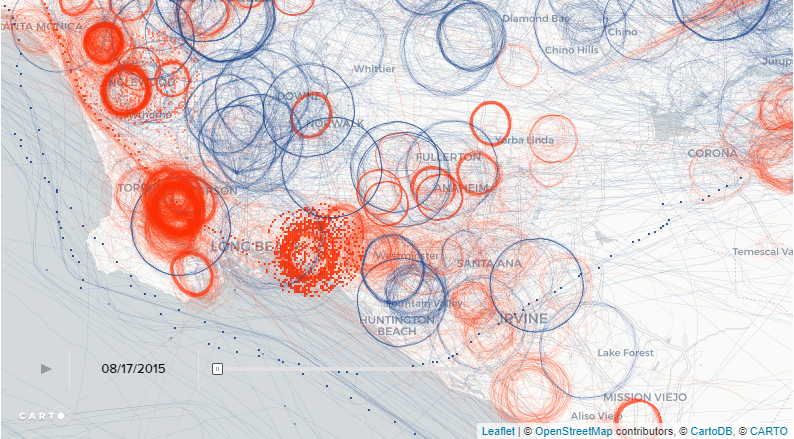 Diamond Bar
Chino
ANTA MONICA
Chino Hills
Whittier
Jurup
DOWNEY
NORWALK
Yorba Linda
FULLERTON
CORONA
ANAHEIM
LONG BE
Temescal Va
Westminster
SANTA ANA
Fountain Valley
HUNTINGTON
BEACH
IRVINE
Lake Forest
08/17/2015
MISSION VIEJO
Aliso Viejo
CARTO
Leaflet | © OpenStreetMap contributors, © CartoDB, © CARTO